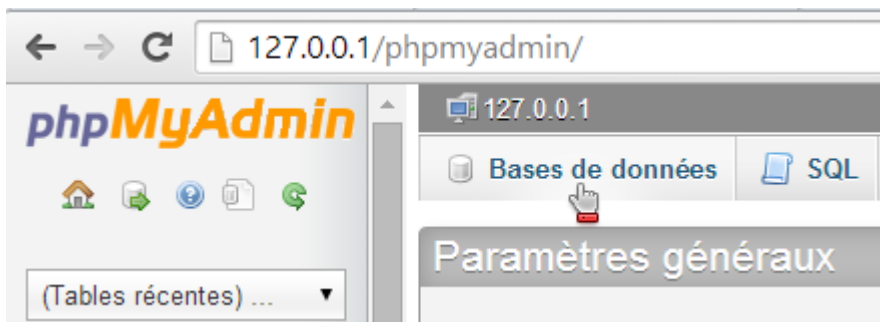 127.0.0.1/phpmyadmin/
phpMyAdmin
127.0.0.1
Bases de données SQL
Paramètres généraux
(Tables récentes) ...